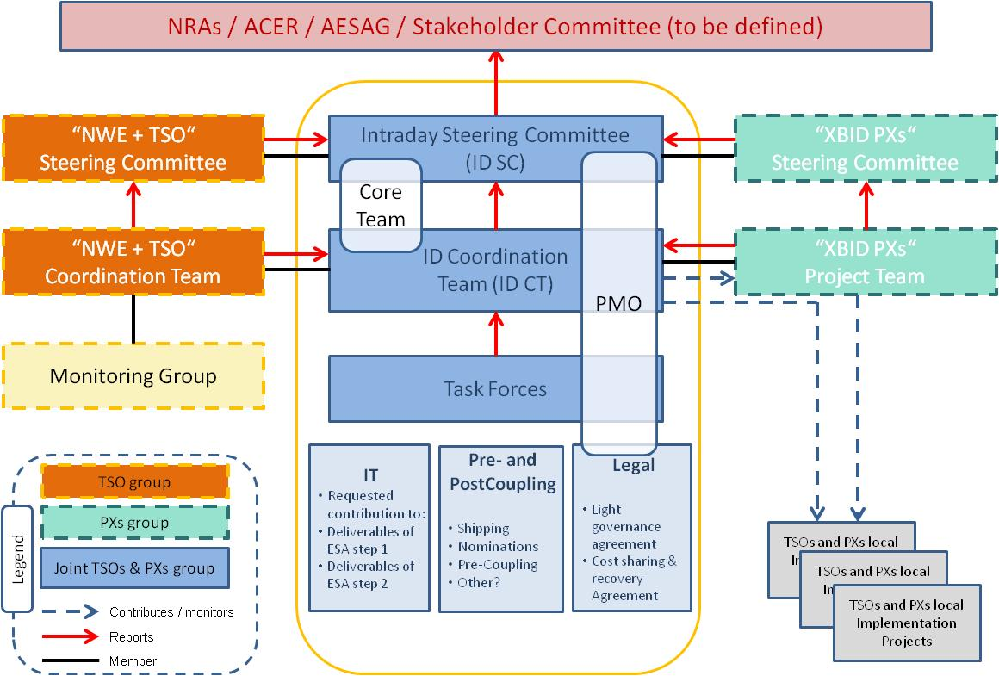 NRAs / ACER / AESAG / Stakeholder Committee (to be defined)
“NWE + TSO“
Steering Committee
Intraday Steering Committee
(ID SC)
“XBID PXs“
Steering Committee
Core
Team
“NWE + TSO“
Coordination Team
ID Coordination
Team (ID CT)
“XBID PXs“
Project Team
PMO
Monitoring Group
Task Forces
IT
• Requested
contribution to:
• Deliverables of
ESA step 1
• Deliverables of
ESA step 2
Pre- and
PostCoupling
• Shipping
• Nominations
• Pre-Coupling
• Other?
Legal
• Light
governance
agreement
• Cost sharing &
recovery
Agreement
Legend
TSO group
PXs group
Joint TSOs & PXs group
Contributes / monitors
Reports
Member
TSOs and PXs local
TSOs and PXs local
TSOs and PXs local
Implementation
Projects